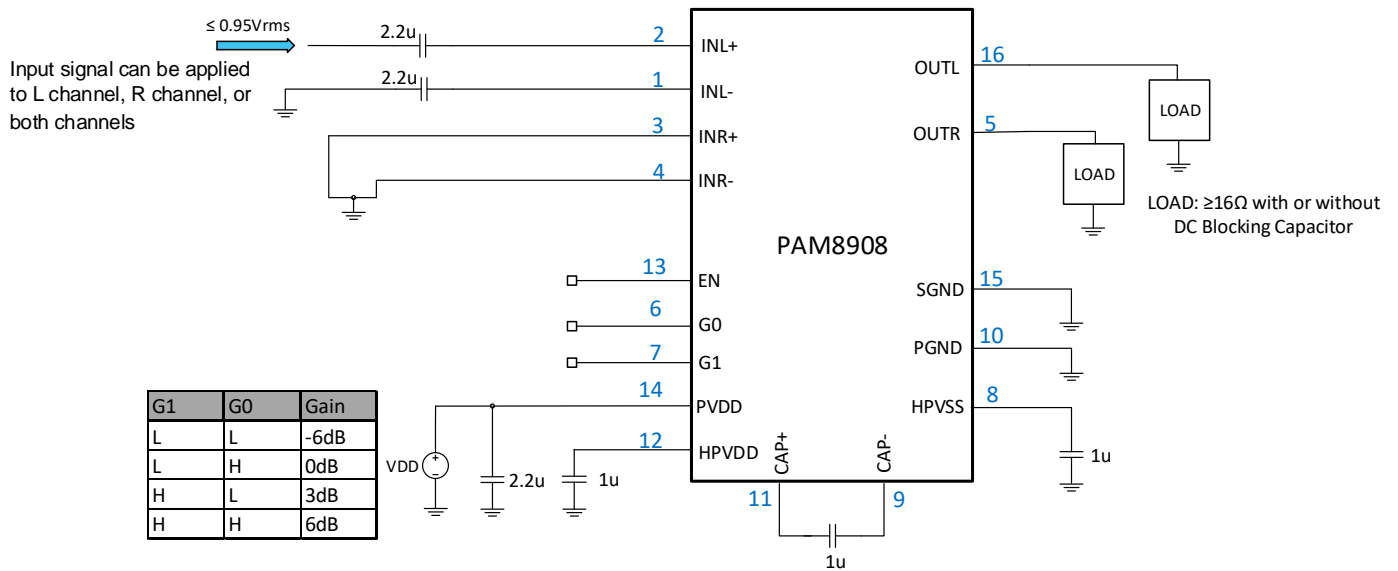 ≤ 0.95Vrms
Input signal can be applied
to L channel, R channel, or
both channels
2.2u
2
INL+
2.2u
1
INL-
3
INR+
4
INR-
13
EN
6
G0
7
G1
14
PVDD
12
HPVDD
PAM8908
OUTL
16
LOAD
OUTR
5
LOAD
LOAD: ≥16Ω with or without
DC Blocking Capacitor
SGND
15
PGND
10
HPVSS
8
1u
CAP+
CAP-
11
9
1u
VDD
2.2u
1u
G1 G0 Gain
L L -6dB
L H 0dB
H L 3dB
H H 6dB